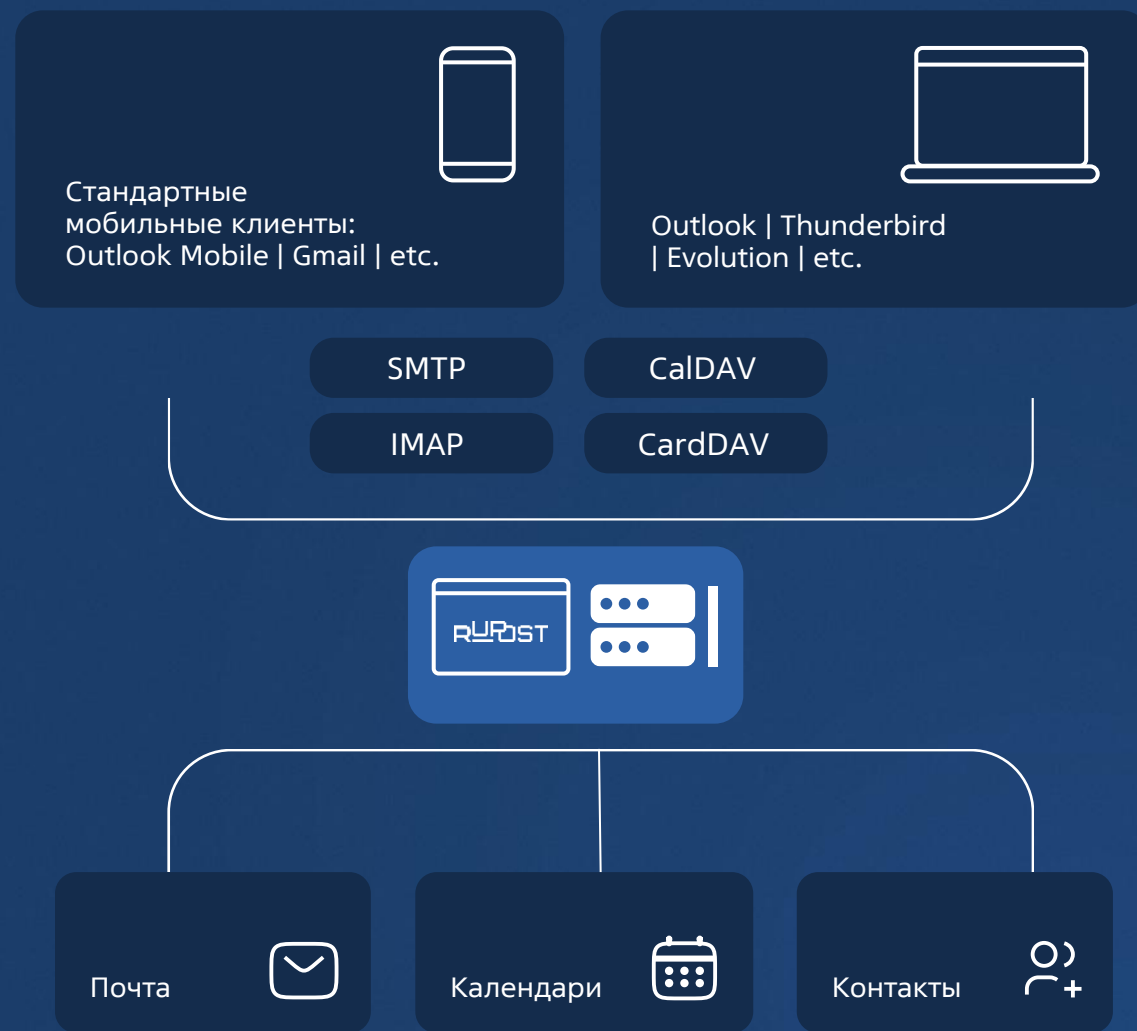 Стандартные
мобильные клиенты:
Outlook Mobile | Gmail | etc.
Outlook | Thunderbird
| Evolution | etc.
SMTP
CalDAV
IMAP
CardDAV
RUPOST
Почта
Календари
Контакты